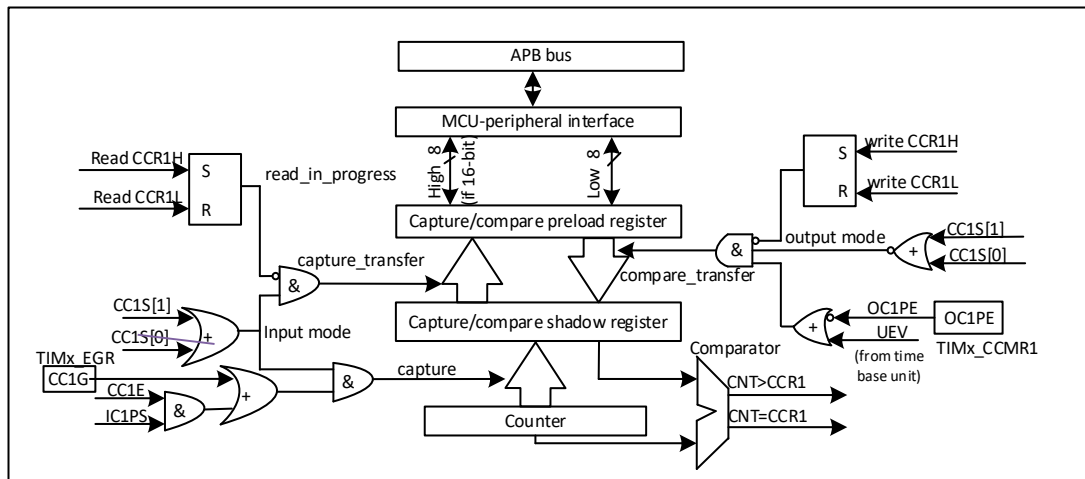 APB bus
MCU-peripheral interface
High 8
(if 16-bit)
Low 8
Read CCR1H
Read CCR1L
S
R
read_in_progress
write CCR1H
write CCR1L
S
R
Capture/compare preload register
&
capture_transfer
compare_transfer
&
output mode
+
CC1S[1]
CC1S[0]
CC1S[1]
CC1S[0]
+
Input mode
Capture/compare shadow register
+
OC1PE
UEV
(from time
base unit)
OC1PE
TIMx_CCMR1
TIMx_EGR
CC1G
CC1E
IC1PS
&
+
&
capture
Counter
Comparator
CNT>CCR1
CNT=CCR1